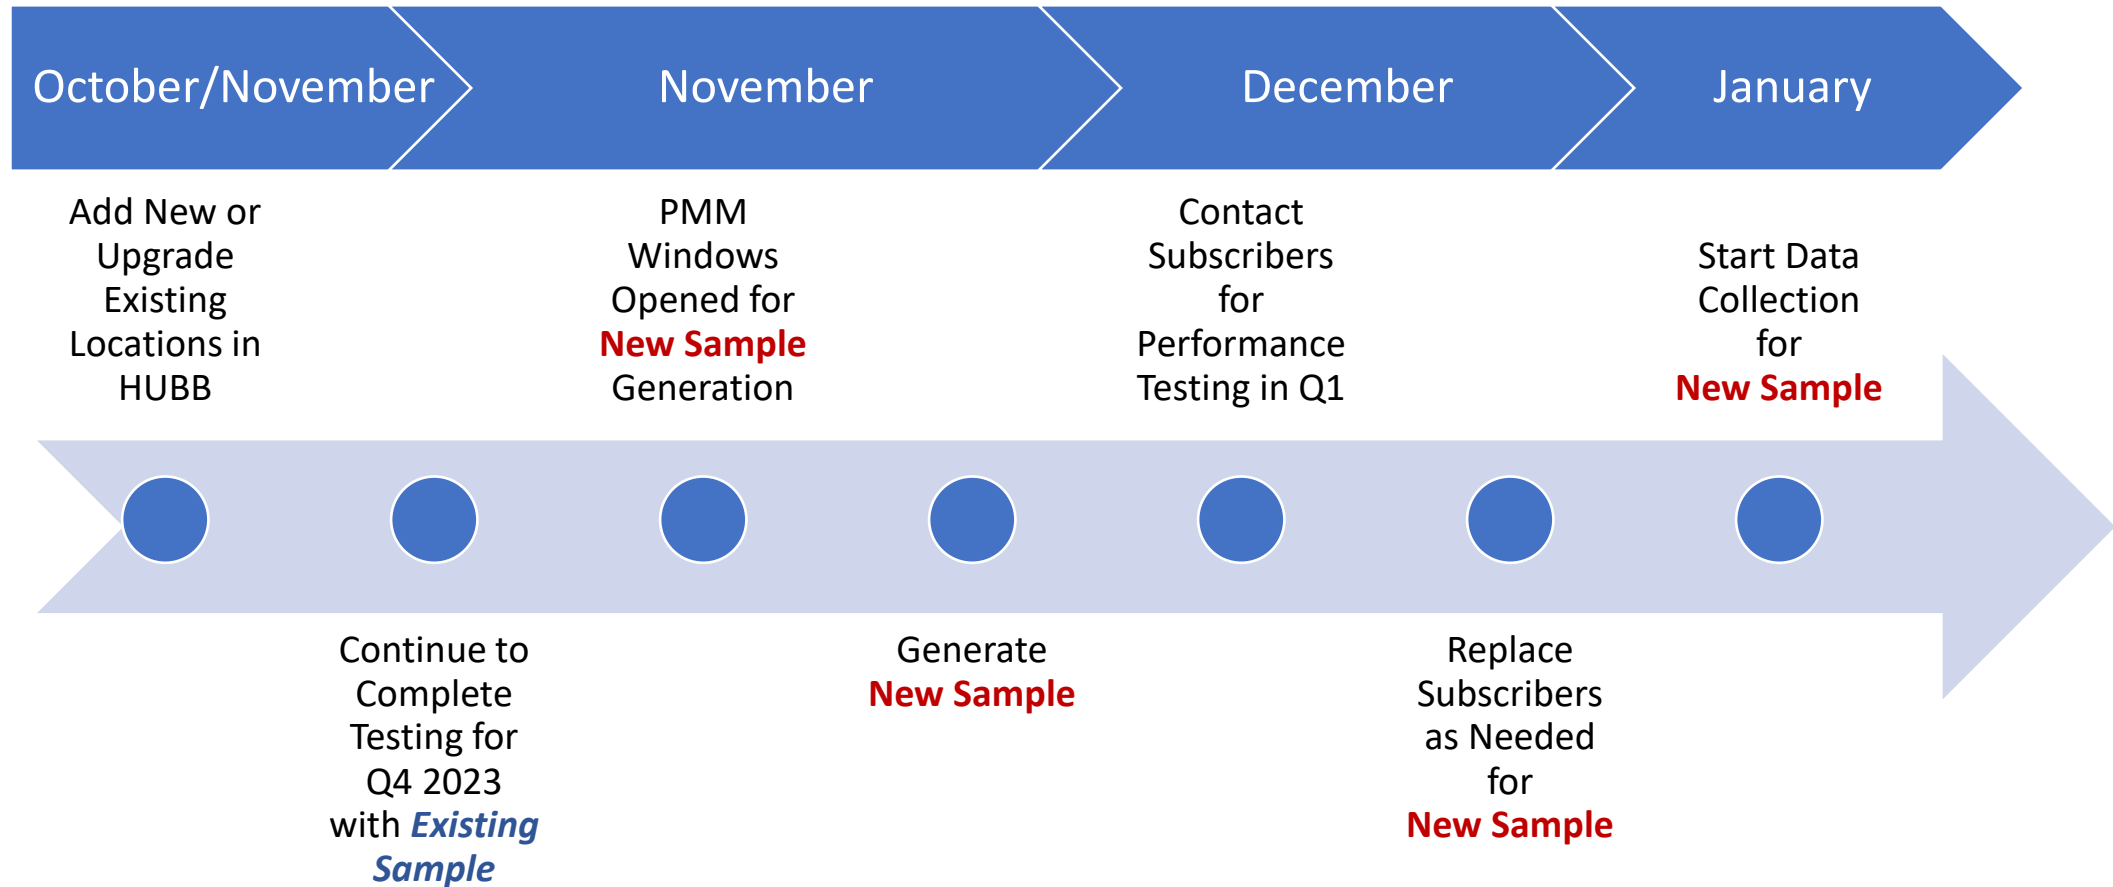 October/November
November
December
January
Add New or
Upgrade
Existing
Locations in
HUBB
PMM
Windows
Opened for
New Sample
Generation
Contact
Subscribers
for
Performance
Testing in Q1
Start Data
Collection
for
New Sample
Continue to
Complete
Testing for
Q4 2023
with Existing
Sample
Generate
New Sample
Replace
Subscribers
as Needed
for
New Sample